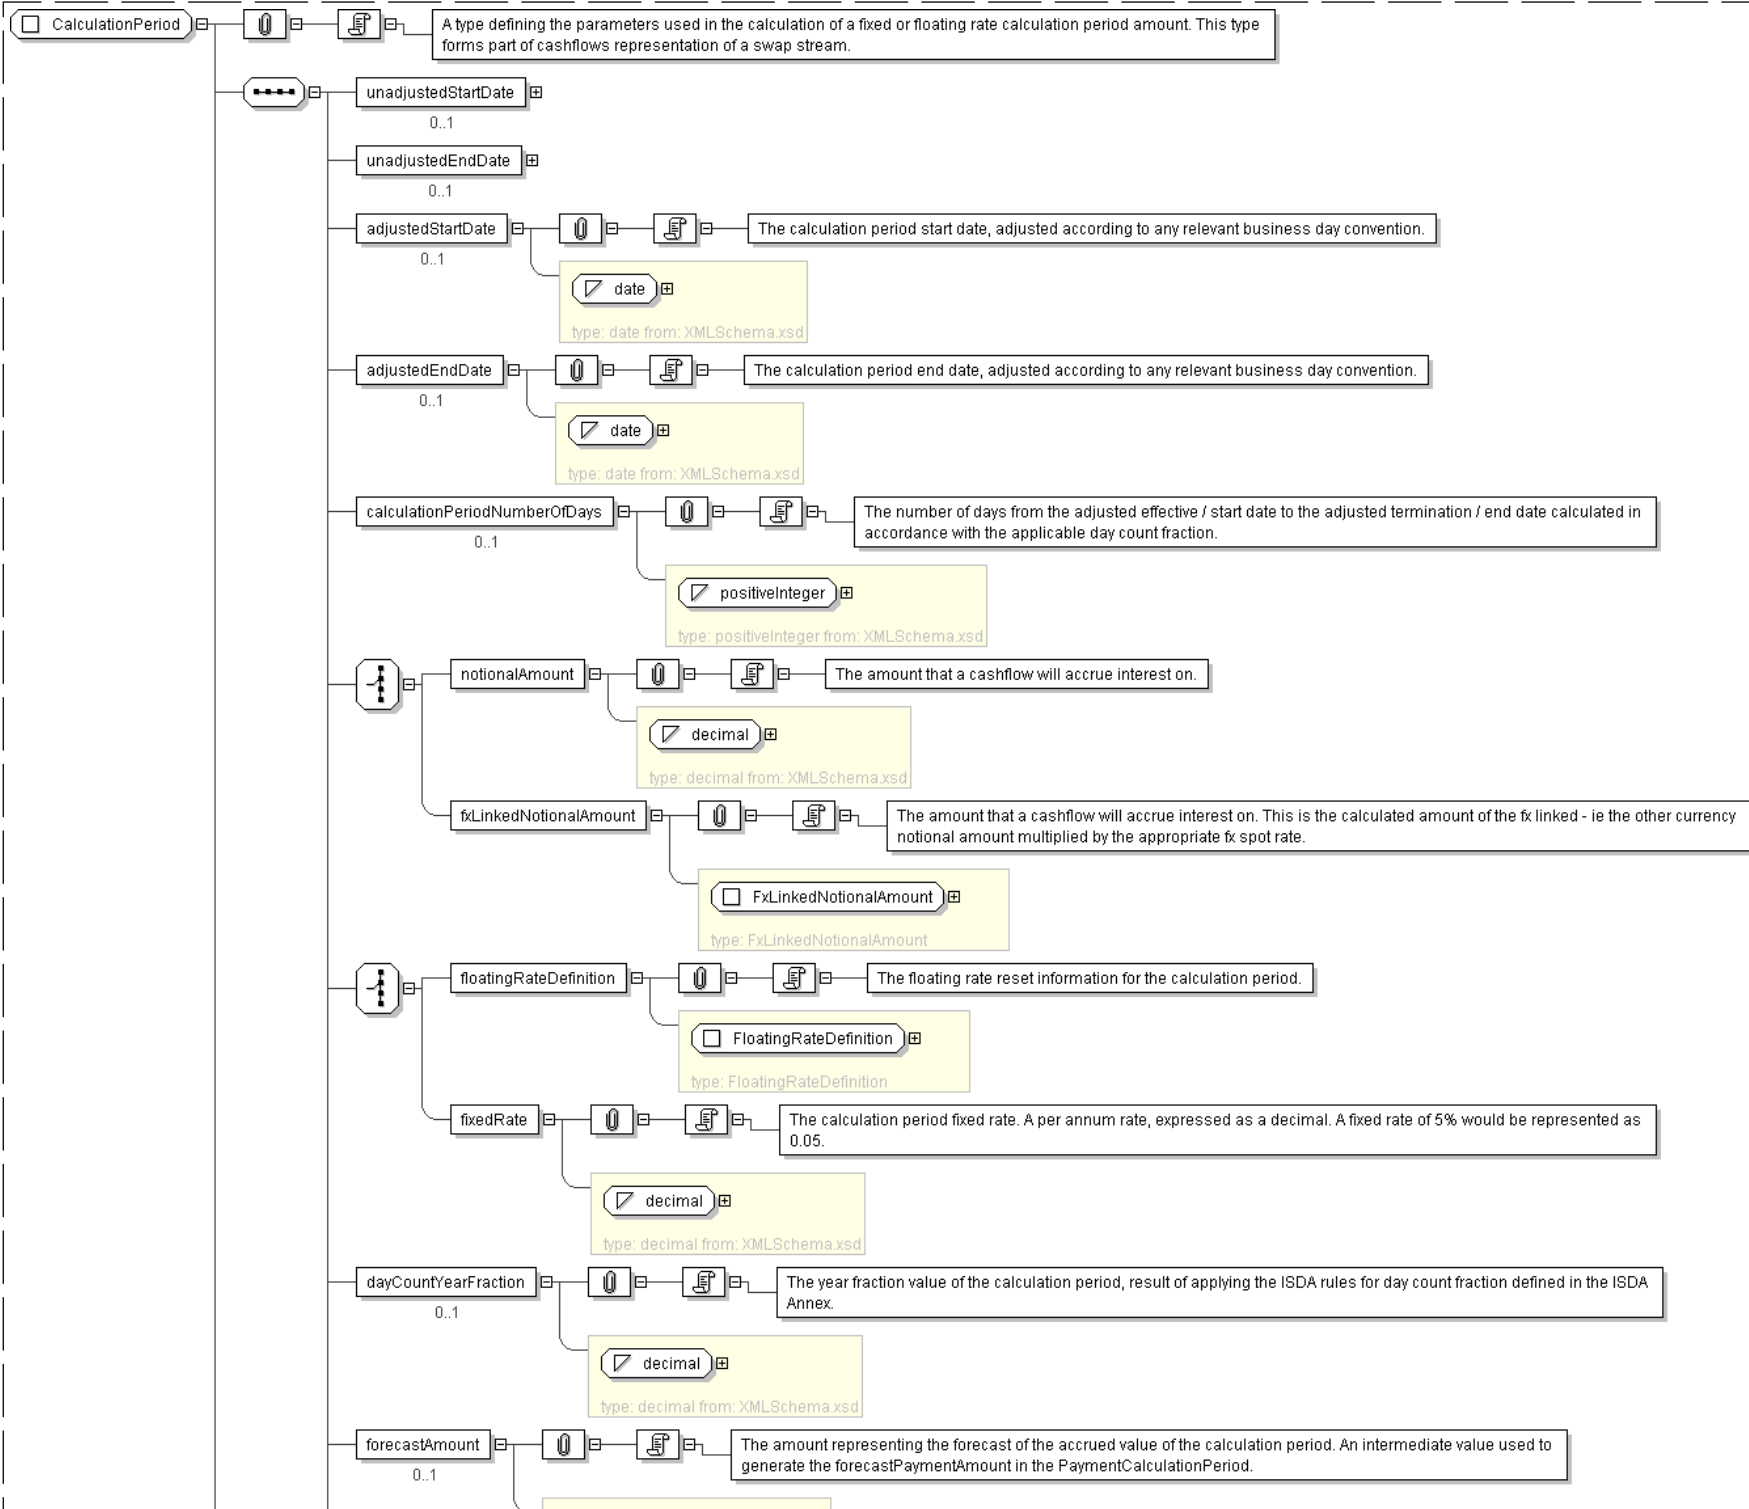 CalculationPeriod
A type defining the parameters used in the calculation of a fixed or floating rate calculation period amount. This type
forms part of cashflows representation of a swap stream.
unadjustedStartDate
0..1
unadjustedEndDate
0..1
adjustedStartDate
The calculation period start date, adjusted according to any relevant business day convention.
0..1
date
type: date from: XMLSchema.xsd
adjustedEndDate
The calculation period end date, adjusted according to any relevant business day convention.
0..1
date
type: date from: XMLSchema.xsd
calculationPeriodNumberOfDays
The number of days from the adjusted effective / start date to the adjusted termination / end date calculated in
accordance with the applicable day count fraction.
0..1
positiveInteger
type: positiveInteger from: XMLSchema.xsd
notionalAmount
The amount that a cashflow will accrue interest on.
decimal
type: decimal from: XMLSchema.xsd
fxLinkedNotionalAmount
The amount that a cashflow will accrue interest on. This is the calculated amount of the fx linked - ie the other currency
notional amount multiplied by the appropriate fx spot rate.
FxLinkedNotionalAmount
type: FxLinkedNotionalAmount
floatingRateDefinition
The floating rate reset information for the calculation period.
FloatingRateDefinition
type: FloatingRateDefinition
fixedRate
The calculation period fixed rate. A per annum rate, expressed as a decimal. A fixed rate of 5% would be represented as
0.05.
decimal
type: decimal from: XMLSchema.xsd
dayCountYearFraction
The year fraction value of the calculation period, result of applying the ISDA rules for day count fraction defined in the ISDA
Annex.
0..1
decimal
type: decimal from: XMLSchema.xsd
forecastAmount
The amount representing the forecast of the accrued value of the calculation period. An intermediate value used to
generate the forecastPaymentAmount in the PaymentCalculationPeriod.
0..1